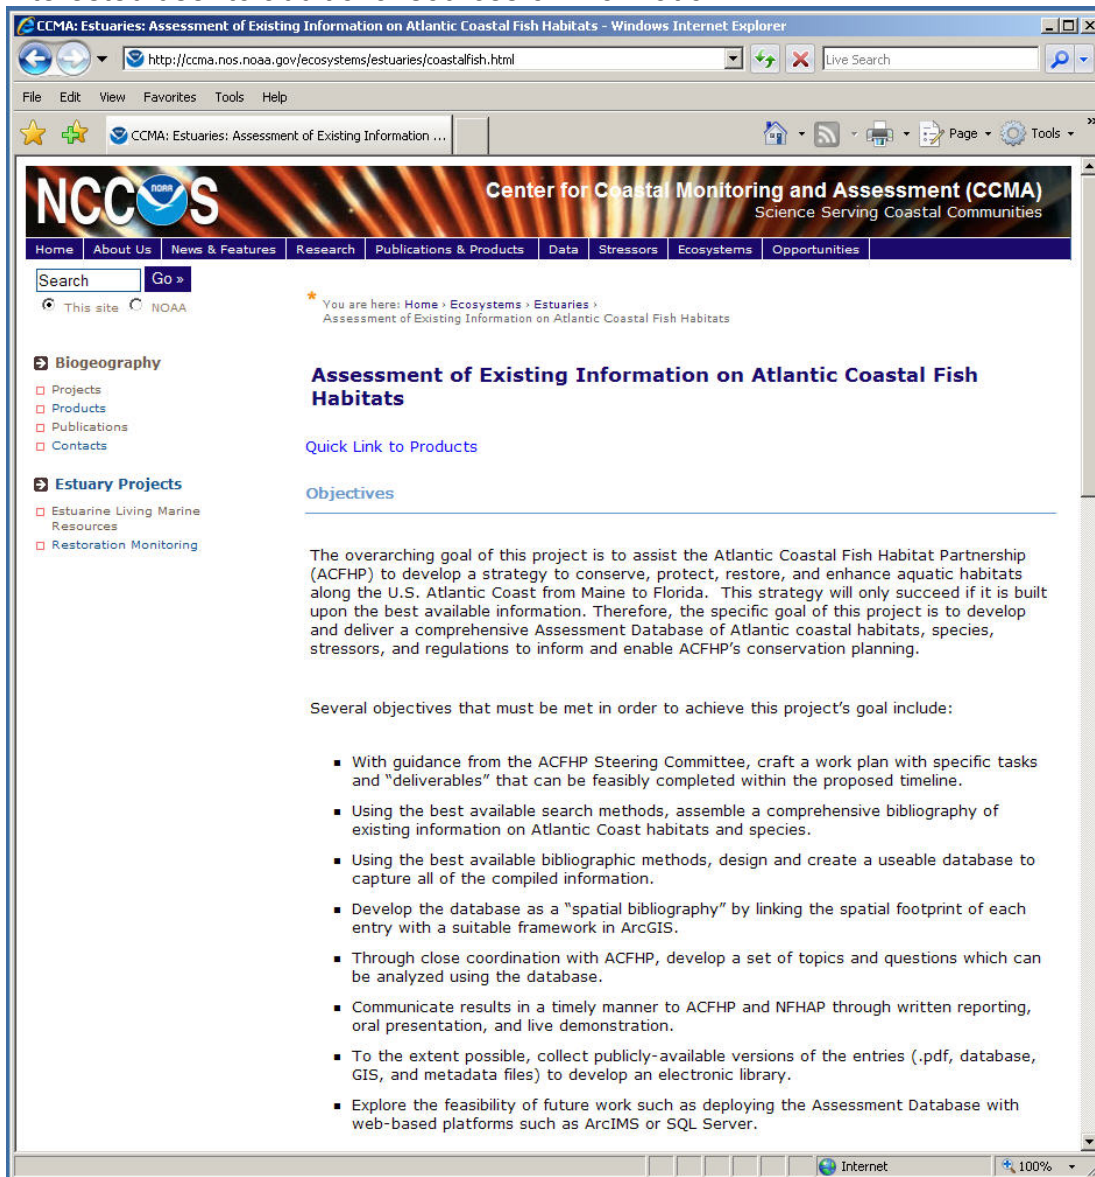 CCMA: Estuaries: Assessment of Existing Information on Atlantic Coastal Fish Habitats - Windows Internet Explorer
http://ccma.nos.noaa.gov/ecosystems/estuaries/coastalfish.html
Live Search
File Edit View Favorites Tools Help
CCMA: Estuaries: Assessment of Existing Information ...
Page Tools »
NCCOS
NOAA
Center for Coastal Monitoring and Assessment (CCMA)
Science Serving Coastal Communities
Home About Us News & Features Research Publications & Products Data Stressors Ecosystems Opportunities
Search Go »
This site NOAA
* You are here: Home › Ecosystems › Estuaries ›
Assessment of Existing Information on Atlantic Coastal Fish Habitats
Biogeography
Projects
Products
Publications
Contacts
Estuary Projects
Estuarine Living Marine
Resources
Restoration Monitoring
Assessment of Existing Information on Atlantic Coastal Fish
Habitats
Quick Link to Products
Objectives
The overarching goal of this project is to assist the Atlantic Coastal Fish Habitat Partnership
(ACFHP) to develop a strategy to conserve, protect, restore, and enhance aquatic habitats
along the U.S. Atlantic Coast from Maine to Florida. This strategy will only succeed if it is built
upon the best available information. Therefore, the specific goal of this project is to develop
and deliver a comprehensive Assessment Database of Atlantic coastal habitats, species,
stressors, and regulations to inform and enable ACFHP's conservation planning.
Several objectives that must be met in order to achieve this project's goal include:
▪ With guidance from the ACFHP Steering Committee, craft a work plan with specific tasks
and “deliverables” that can be feasibly completed within the proposed timeline.
▪ Using the best available search methods, assemble a comprehensive bibliography of
existing information on Atlantic Coast habitats and species.
▪ Using the best available bibliographic methods, design and create a useable database to
capture all of the compiled information.
▪ Develop the database as a “spatial bibliography” by linking the spatial footprint of each
entry with a suitable framework in ArcGIS.
▪ Through close coordination with ACFHP, develop a set of topics and questions which can
be analyzed using the database.
▪ Communicate results in a timely manner to ACFHP and NFHAP through written reporting,
oral presentation, and live demonstration.
▪ To the extent possible, collect publicly-available versions of the entries (.pdf, database,
GIS, and metadata files) to develop an electronic library.
▪ Explore the feasibility of future work such as deploying the Assessment Database with
web-based platforms such as ArcIMS or SQL Server.
Internet 100%